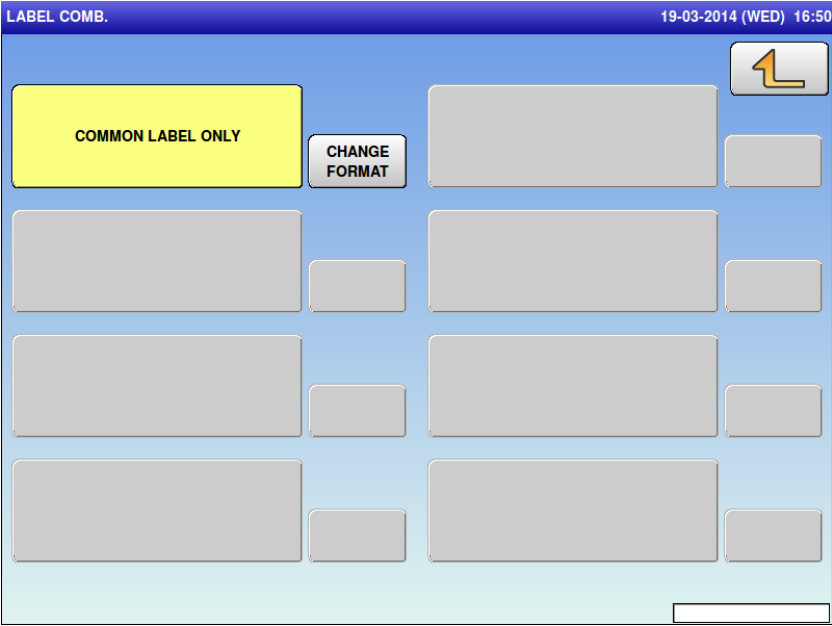 LABEL COMB.
19-03-2014 (WED) 16:50
COMMON LABEL ONLY
CHANGE
FORMAT